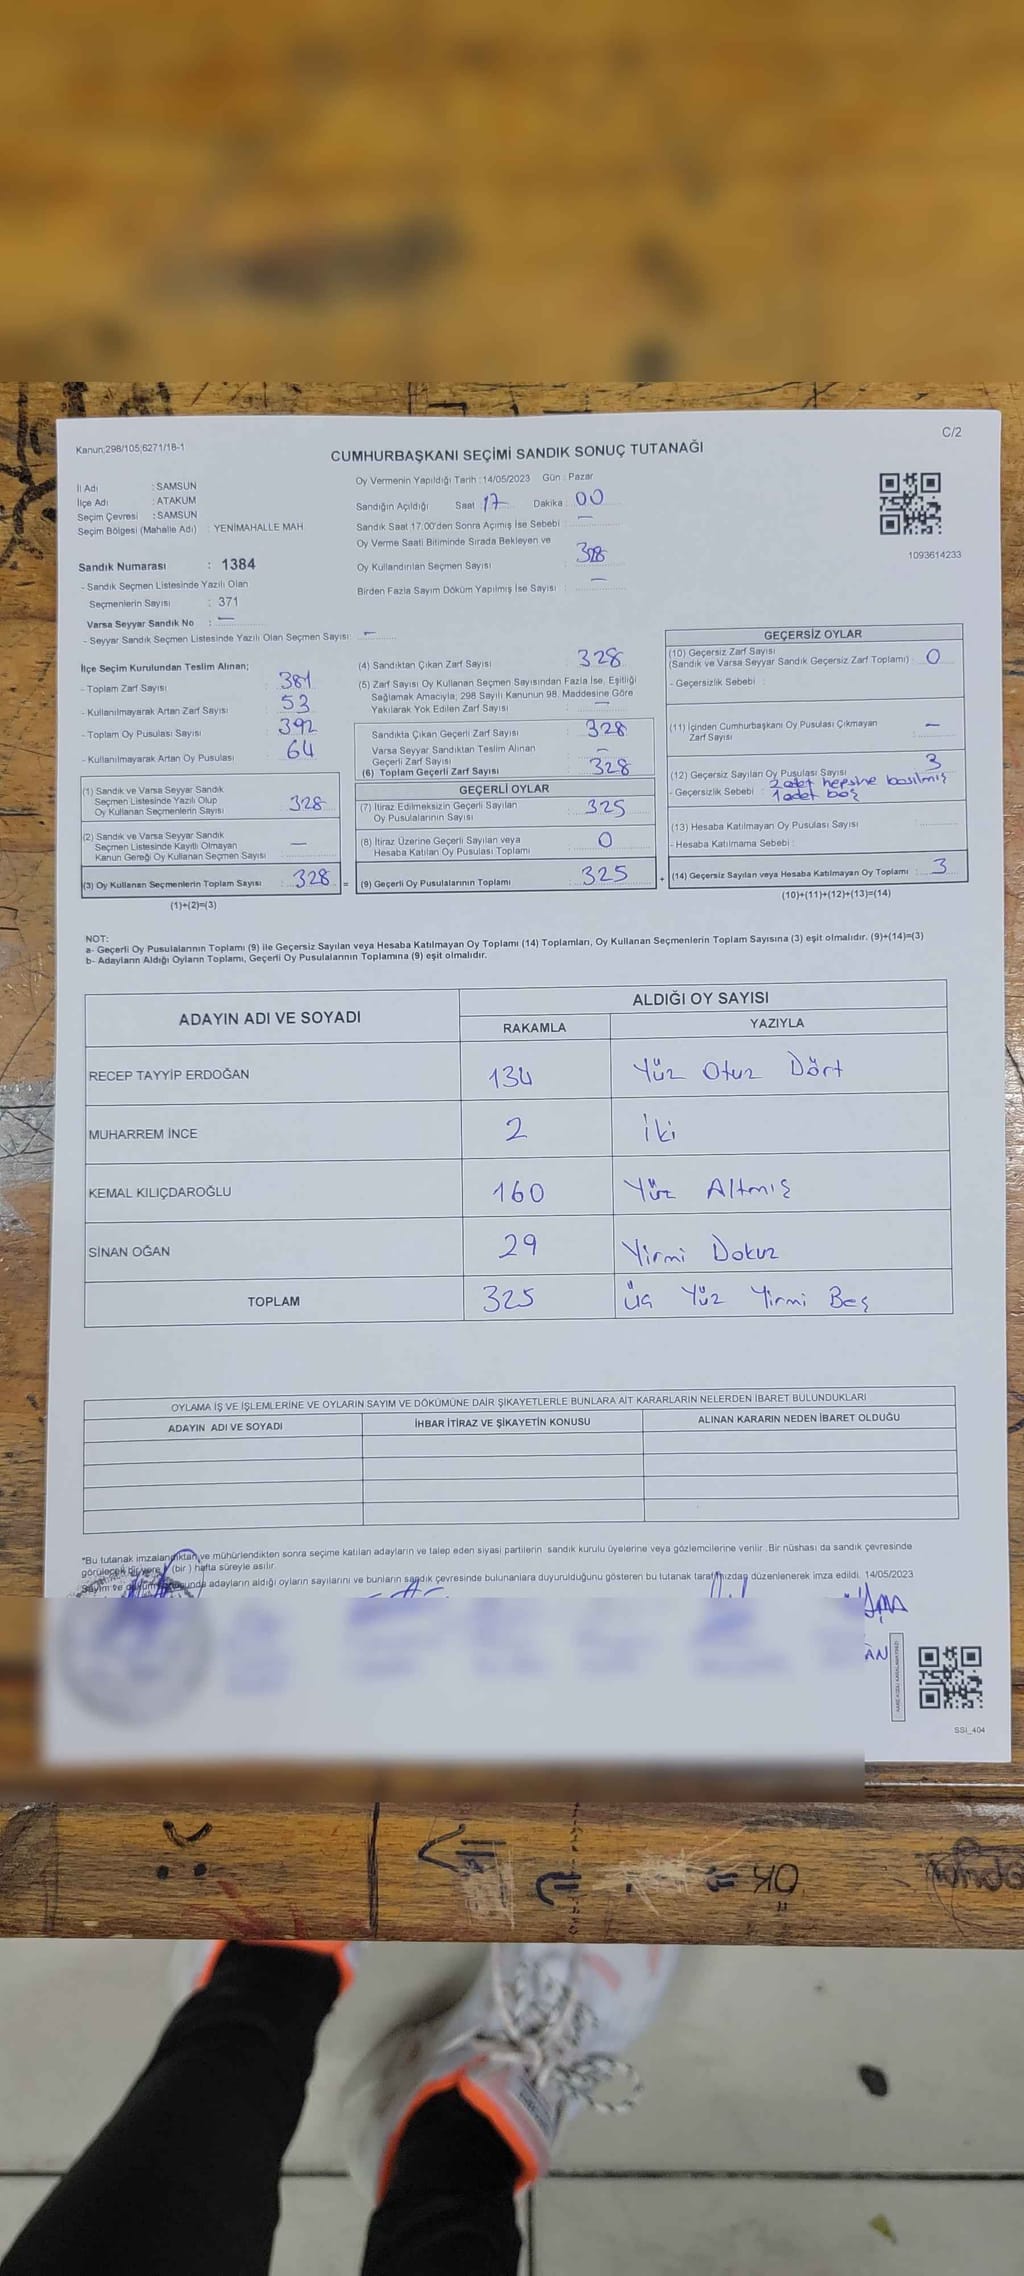 Kanun;298/105;6271/18-1
C/2
CUMHURBAŞKANI SEÇİMİ SANDIK SONUÇ TUTANAĞI
İl Adı : SAMSUN
İlçe Adı : ATAKUM
Seçim Çevresi : SAMSUN
Seçim Bölgesi (Mahalle Adı) : YENİMAHALLE MAH
Oy Vermenin Yapıldığı Tarih : 14/05/2023 Gün : Pazar
Sandığın Açıldığı Saat 17 Dakika 00
Sandık Saat 17.00'den Sonra Açımış İse Sebebi : —
Oy Verme Saati Bitiminde Sırada Bekleyen ve
Oy Kullandırılan Seçmen Sayısı : 328
Birden Fazla Sayım Döküm Yapılmış İse Sayısı : —
1093614233
Sandık Numarası : 1384
- Sandık Seçmen Listesinde Yazılı Olan
Seçmenlerin Sayısı : 371
Varsa Seyyar Sandık No : —
- Seyyar Sandık Seçmen Listesinde Yazılı Olan Seçmen Sayısı: —
İlçe Seçim Kurulundan Teslim Alınan;
- Toplam Zarf Sayısı : 381
- Kullanılmayarak Artan Zarf Sayısı : 53
- Toplam Oy Pusulası Sayısı : 392
- Kullanılmayarak Artan Oy Pusulası : 64
(1) Sandık ve Varsa Seyyar Sandık
Seçmen Listesinde Yazılı Olup
Oy Kullanan Seçmenlerin Sayısı : 328
(2) Sandık ve Varsa Seyyar Sandık
Seçmen Listesinde Kayıtlı Olmayan
Kanun Gereği Oy Kullanan Seçmen Sayısı : —
(3) Oy Kullanan Seçmenlerin Toplam Sayısı : 328 =
(1)+(2)=(3)
(4) Sandıktan Çıkan Zarf Sayısı : 328
(5) Zarf Sayısı Oy Kullanan Seçmen Sayısından Fazla İse, Eşitliği
Sağlamak Amacıyla; 298 Sayılı Kanunun 98. Maddesine Göre
Yakılarak Yok Edilen Zarf Sayısı : —
Sandıkta Çıkan Geçerli Zarf Sayısı : 328
Varsa Seyyar Sandıktan Teslim Alınan
Geçerli Zarf Sayısı : —
(6) Toplam Geçerli Zarf Sayısı : 328
GEÇERLİ OYLAR
(7) İtiraz Edilmeksizin Geçerli Sayılan
Oy Pusulalarının Sayısı : 325
(8) İtiraz Üzerine Geçerli Sayılan veya
Hesaba Katılan Oy Pusulası Toplamı : 0
(9) Geçerli Oy Pusulalarının Toplamı : 325 +
GEÇERSİZ OYLAR
(10) Geçersiz Zarf Sayısı
(Sandık ve Varsa Seyyar Sandık Geçersiz Zarf Toplamı) : 0
- Geçersizlik Sebebi :
(11) İçinden Cumhurbaşkanı Oy Pusulası Çıkmayan
Zarf Sayısı : —
(12) Geçersiz Sayılan Oy Pusulası Sayısı : 3
- Geçersizlik Sebebi : 2 adet hepsine basılmış
1 adet boş
(13) Hesaba Katılmayan Oy Pusulası Sayısı :
- Hesaba Katılmama Sebebi :
(14) Geçersiz Sayılan veya Hesaba Katılmayan Oy Toplamı : 3
(10)+(11)+(12)+(13)=(14)
NOT:
a- Geçerli Oy Pusulalarının Toplamı (9) ile Geçersiz Sayılan veya Hesaba Katılmayan Oy Toplamı (14) Toplamları, Oy Kullanan Seçmenlerin Toplam Sayısına (3) eşit olmalıdır. (9)+(14)=(3)
b- Adayların Aldığı Oyların Toplamı, Geçerli Oy Pusulalarının Toplamına (9) eşit olmalıdır.
ADAYIN ADI VE SOYADI
ALDIĞI OY SAYISI
RAKAMLA YAZIYLA
RECEP TAYYİP ERDOĞAN 134 Yüz Otuz Dört
MUHARREM İNCE 2 İki
KEMAL KILIÇDAROĞLU 160 Yüz Altmış
SİNAN OĞAN 29 Yirmi Dokuz
TOPLAM 325 Üç Yüz Yirmi Beş
OYLAMA İŞ VE İŞLEMLERİNE VE OYLARIN SAYIM VE DÖKÜMÜNE DAİR ŞİKAYETLERLE BUNLARA AİT KARARLARIN NELERDEN İBARET BULUNDUKLARI
ADAYIN ADI VE SOYADI İHBAR İTİRAZ VE ŞİKAYETİN KONUSU ALINAN KARARIN NEDEN İBARET OLDUĞU
*Bu tutanak imzalandıktan ve mühürlendikten sonra seçime katılan adayların ve talep eden siyasi partilerin sandık kurulu üyelerine veya gözlemcilerine verilir. Bir nüshası da sandık çevresinde
görülecek bir yere (bir) hafta süreyle asılır.
Sayım ve döküm sonucunda adayların aldığı oyların sayılarını ve bunların sandık çevresinde bulunanlara duyurulduğunu gösteren bu tutanak tarafımızdan düzenlenerek imza edildi. 14/05/2023
AN
SSI_404
ÖK